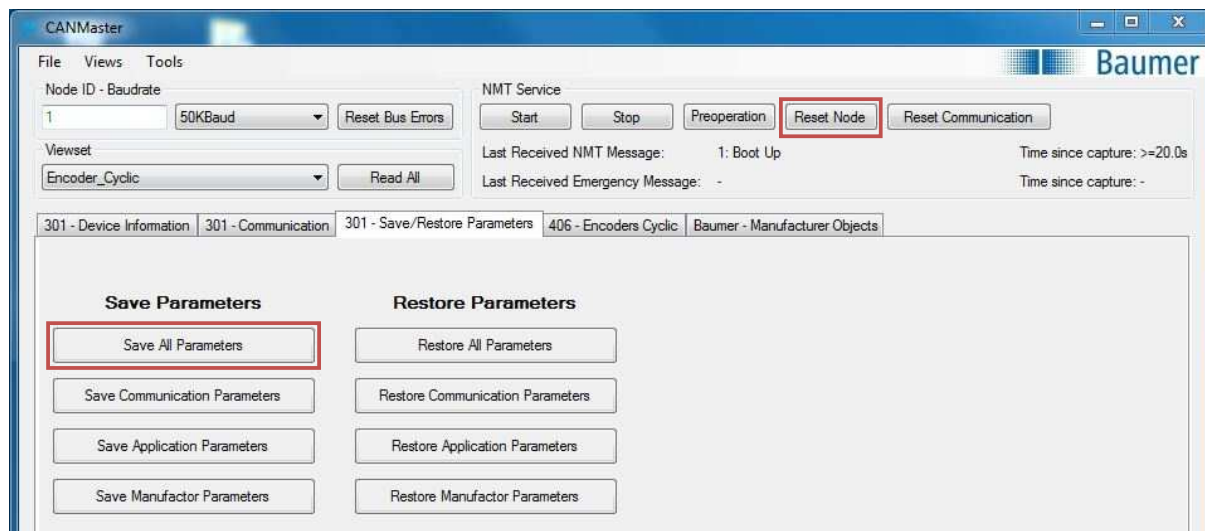 CANMaster
File Views Tools
Baumer
Node ID - Baudrate
1 50KBaud Reset Bus Errors
NMT Service
Start Stop Preoperation Reset Node Reset Communication
Viewset
Encoder_Cyclic Read All
Last Received NMT Message: 1: Boot Up Time since capture: >=20.0s
Last Received Emergency Message: - Time since capture: -
301 - Device Information 301 - Communication 301 - Save/Restore Parameters 406 - Encoders Cyclic Baumer - Manufacturer Objects
Save Parameters Restore Parameters
Save All Parameters Restore All Parameters
Save Communication Parameters Restore Communication Parameters
Save Application Parameters Restore Application Parameters
Save Manufactor Parameters Restore Manufactor Parameters